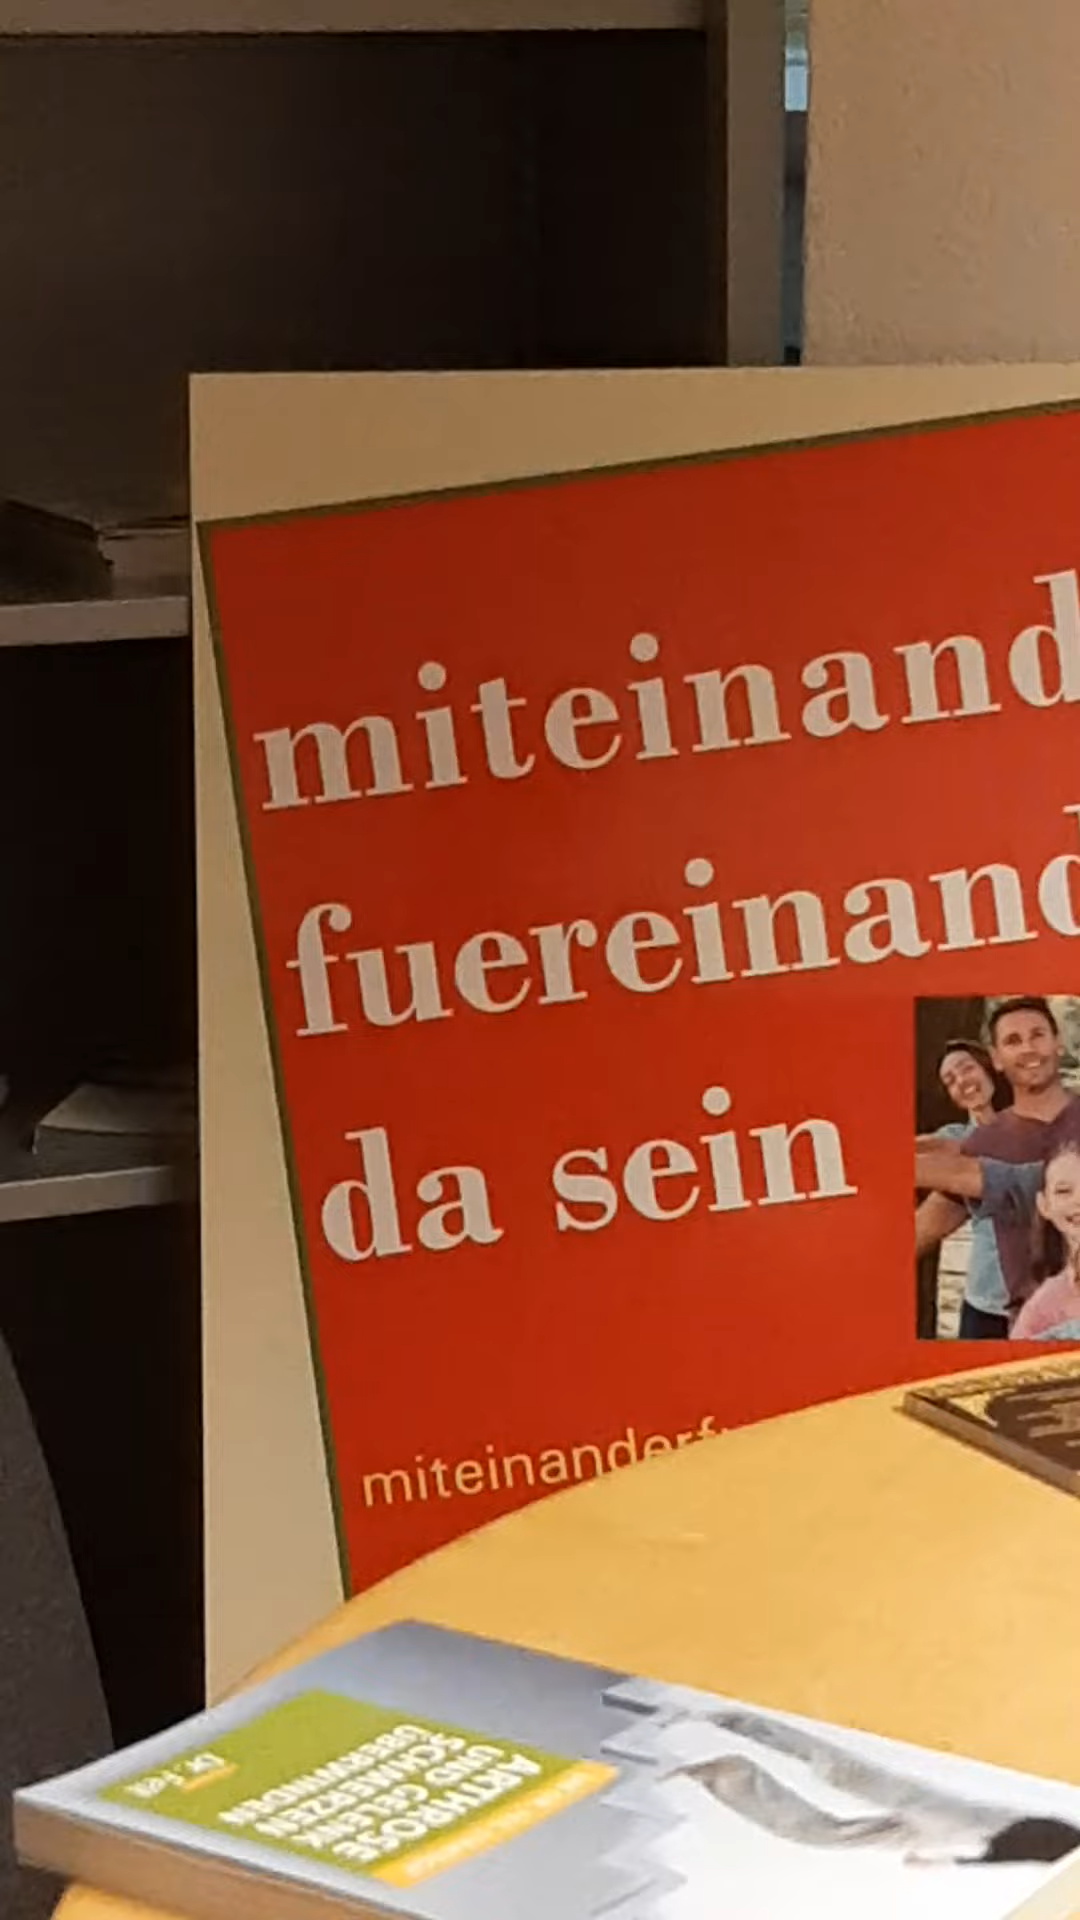 miteinand
fuereinand
da sein
miteinanderf
ARTHROSE
UND GELENK
SCHMERZEN
ÜBERWINDEN
Dr. Feil